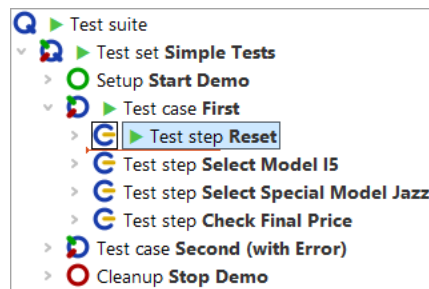 Test suite
Test set Simple Tests
Setup Start Demo
Test case First
Test step Reset
Test step Select Model I5
Test step Select Special Model Jazz
Test step Check Final Price
Test case Second (with Error)
Cleanup Stop Demo